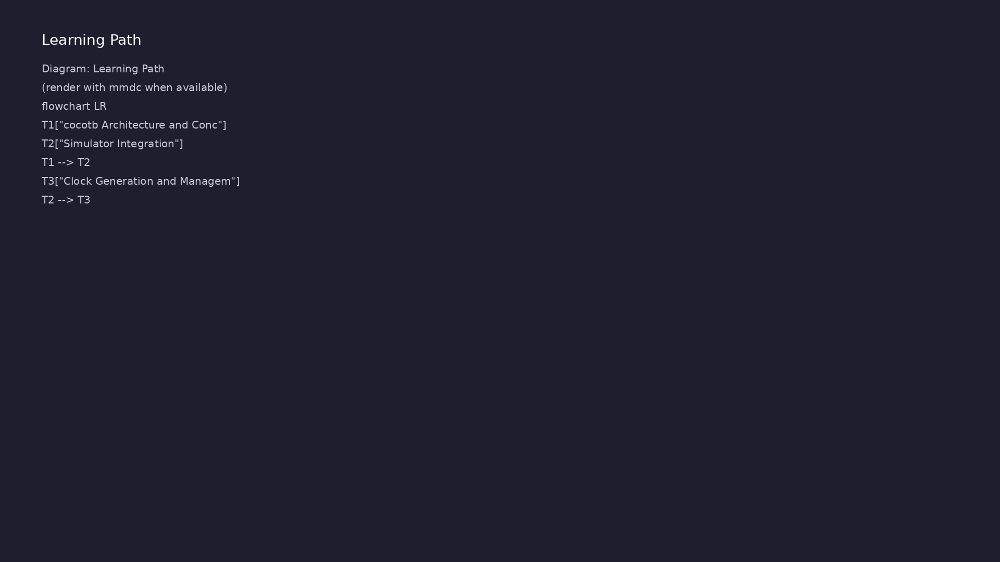 Learning Path
Diagram: Learning Path
(render with mmdc when available)
flowchart LR
T1["cocotb Architecture and Conc"]
T2["Simulator Integration"]
T1 --> T2
T3["Clock Generation and Managem"]
T2 --> T3